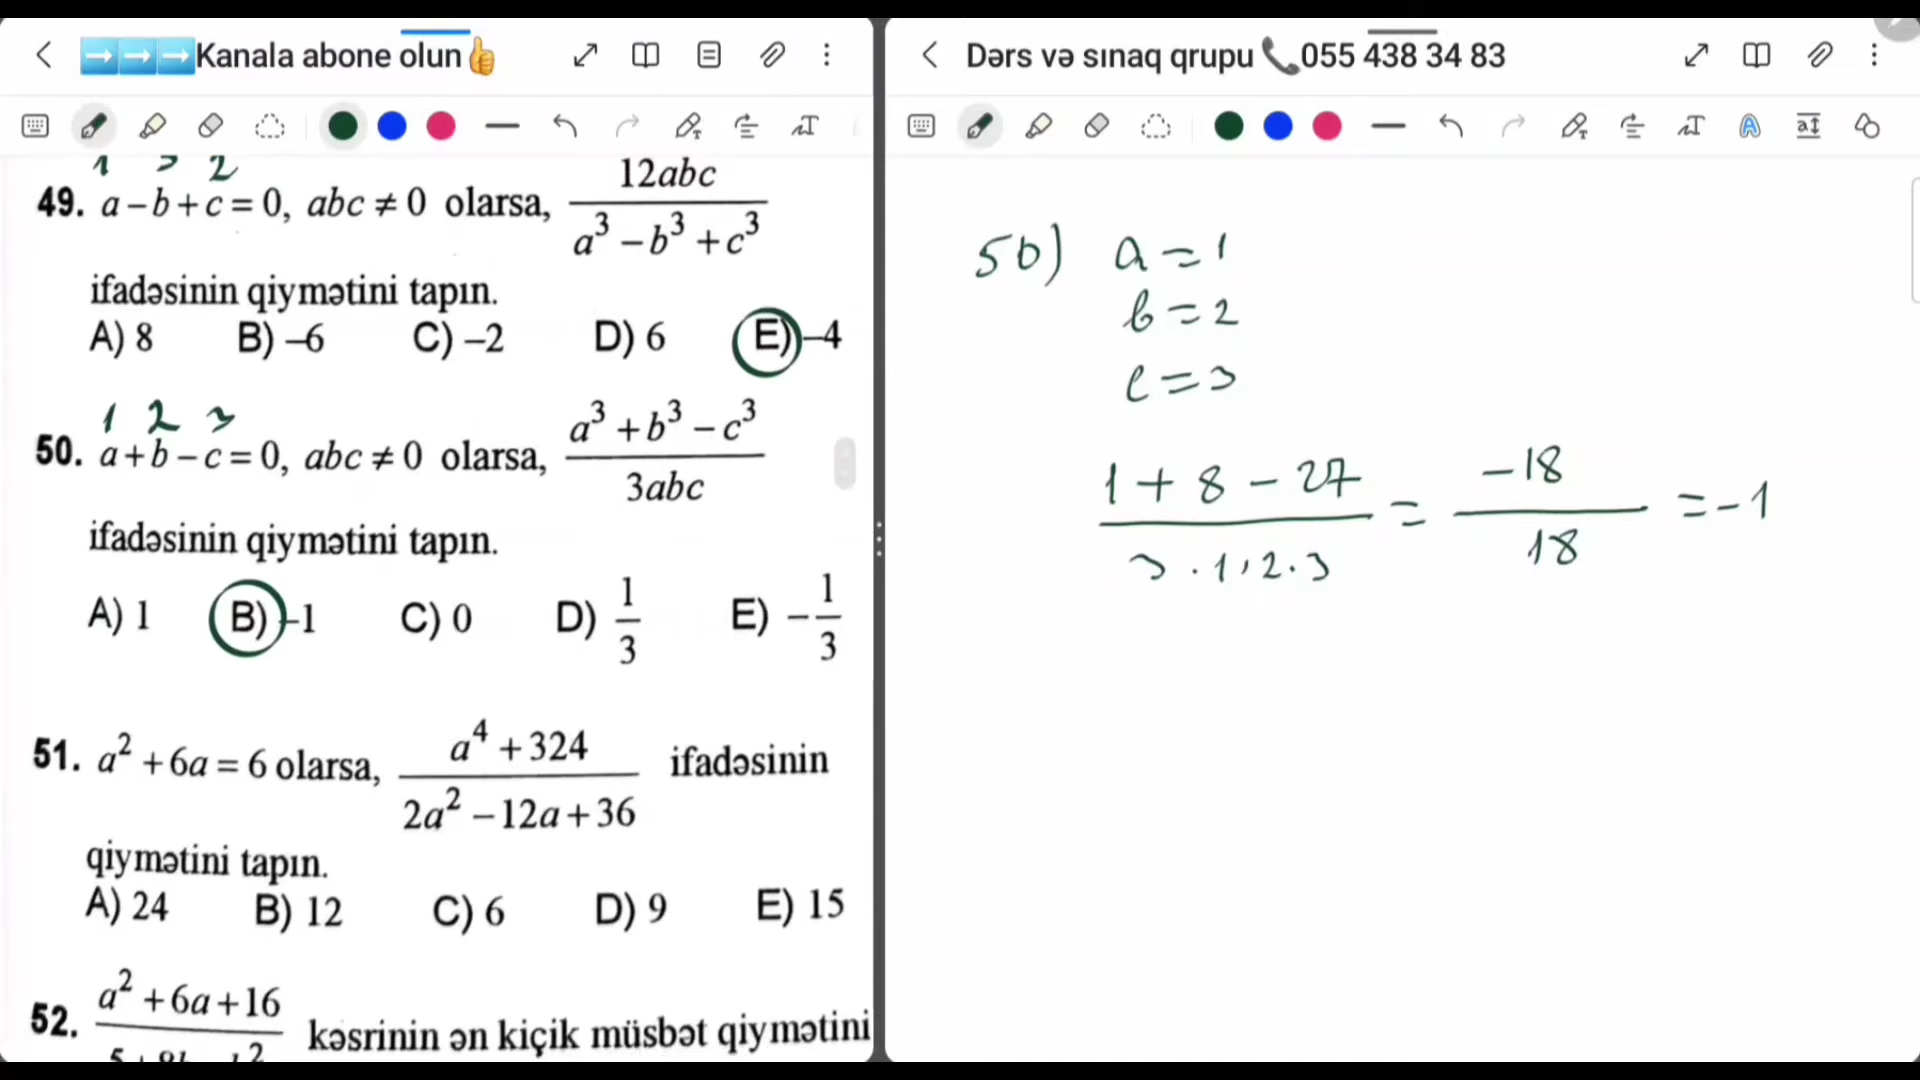 ➡️➡️➡️Kanala abone olun👍
49. a – b + c = 0, abc ≠ 0 olarsa, 12abc / (a³ – b³ + c³)
1 3 2
ifadəsinin qiymətini tapın.
A) 8 B) –6 C) –2 D) 6 E) –4
1 2 3
50. a + b – c = 0, abc ≠ 0 olarsa, (a³ + b³ – c³) / 3abc
ifadəsinin qiymətini tapın.
A) 1 B) –1 C) 0 D) 1/3 E) –1/3
51. a² + 6a = 6 olarsa, (a⁴ + 324) / (2a² – 12a + 36) ifadəsinin
qiymətini tapın.
A) 24 B) 12 C) 6 D) 9 E) 15
52. a² + 6a + 16 kəsrinin ən kiçik müsbət qiymətini
Dərs və sınaq qrupu 📞055 438 34 83
50) a = 1
b = 2
c = 3
(1 + 8 – 27) / (3 · 1 · 2 · 3) = –18 / 18 = –1